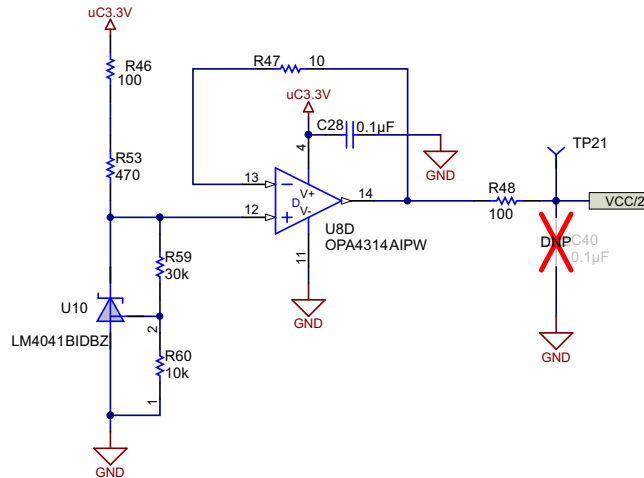 uC3.3V
R46
100
R53
470
R47
10
uC3.3V
C28
0.1µF
4
GND
13
12
14
V+
D
V-
11
U8D
OPA4314AIPW
GND
R48
100
TP21
VCC/2
DNP
C40
0.1µF
GND
R59
30k
U10
LM4041BIDBZ
2
R60
10k
1
GND